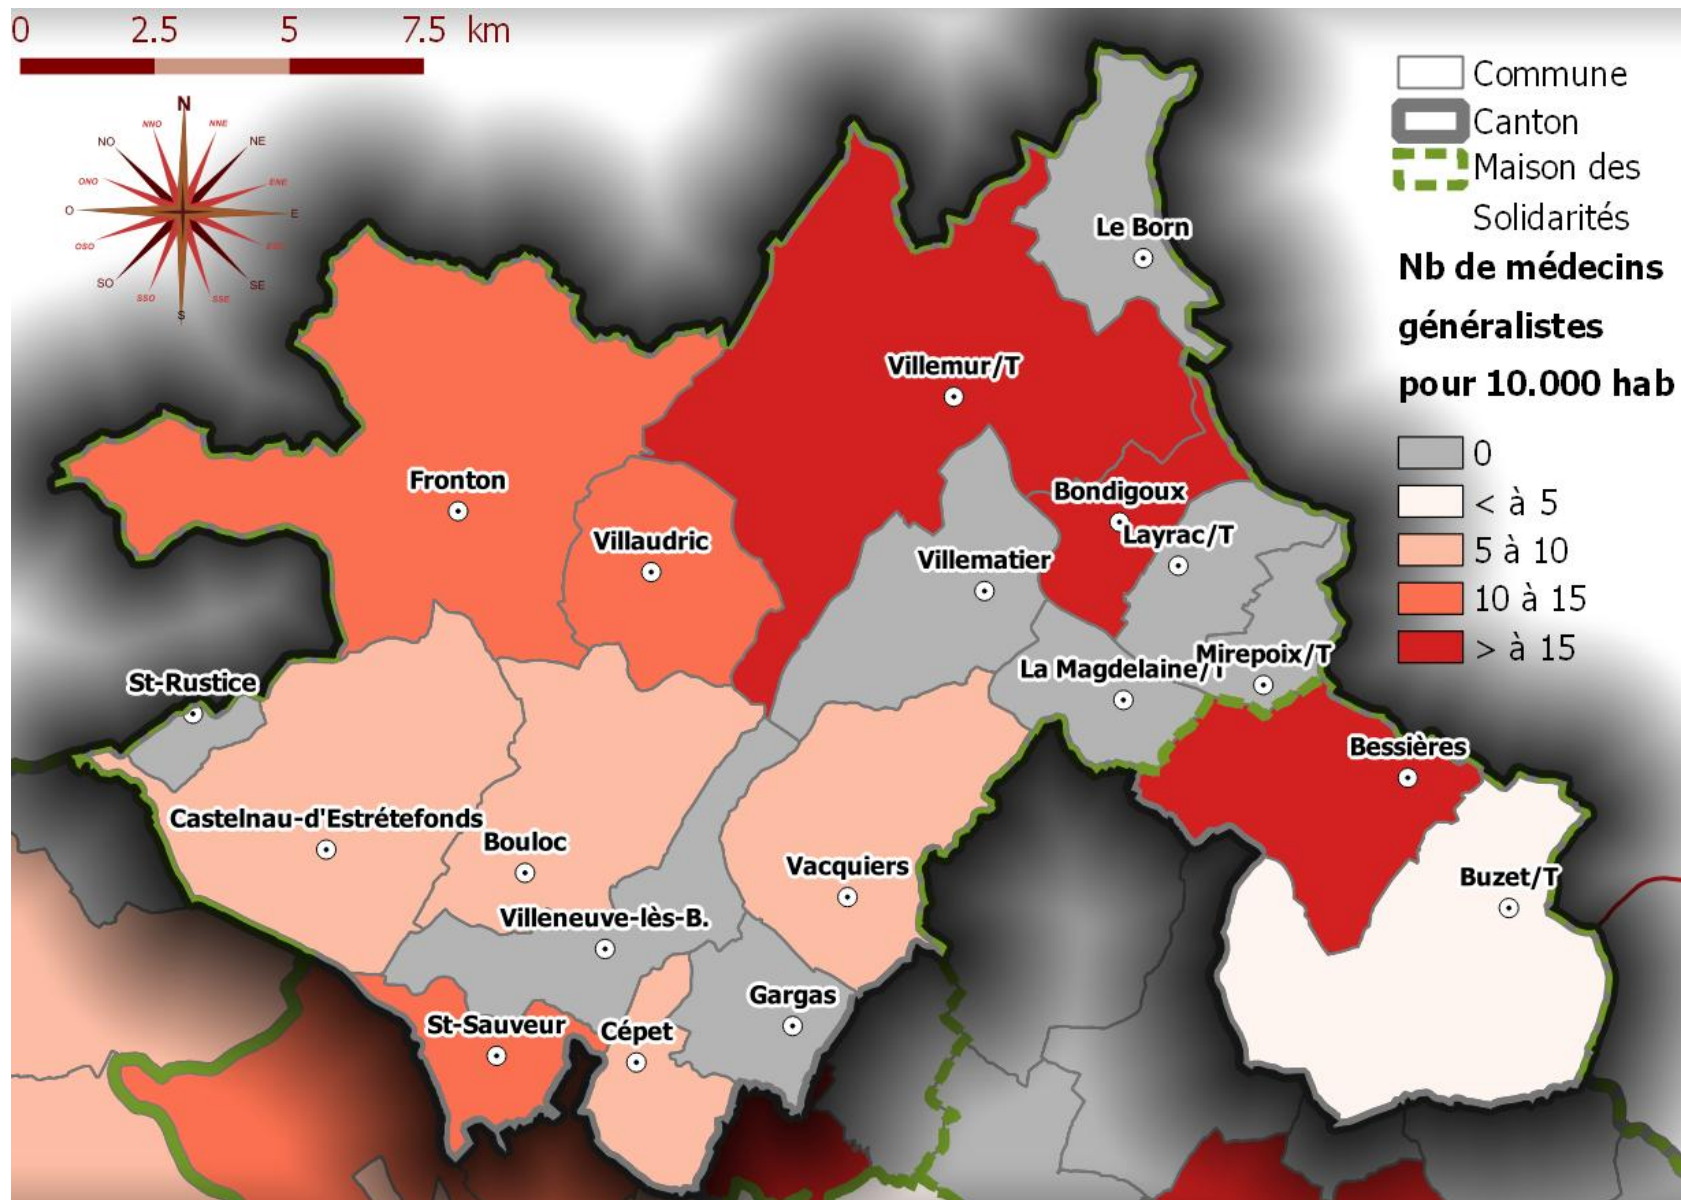 0 2.5 5 7.5 km
N
NNO NNE
NO NE
ONO ENE
O E
OSO ESE
SO SE
SSO SSE
S
Commune
Canton
Maison des
Solidarités
Nb de médecins
généralistes
pour 10.000 hab
0
< à 5
5 à 10
10 à 15
> à 15
Le Born
Villemur/T
Fronton
Bondigoux
Villaudric
Layrac/T
Villematier
Mirepoix/T
La Magdelaine/T
St-Rustice
Bessières
Castelnau-d'Estrétefonds
Bouloc
Vacquiers
Buzet/T
Villeneuve-lès-B.
Gargas
St-Sauveur
Cépet